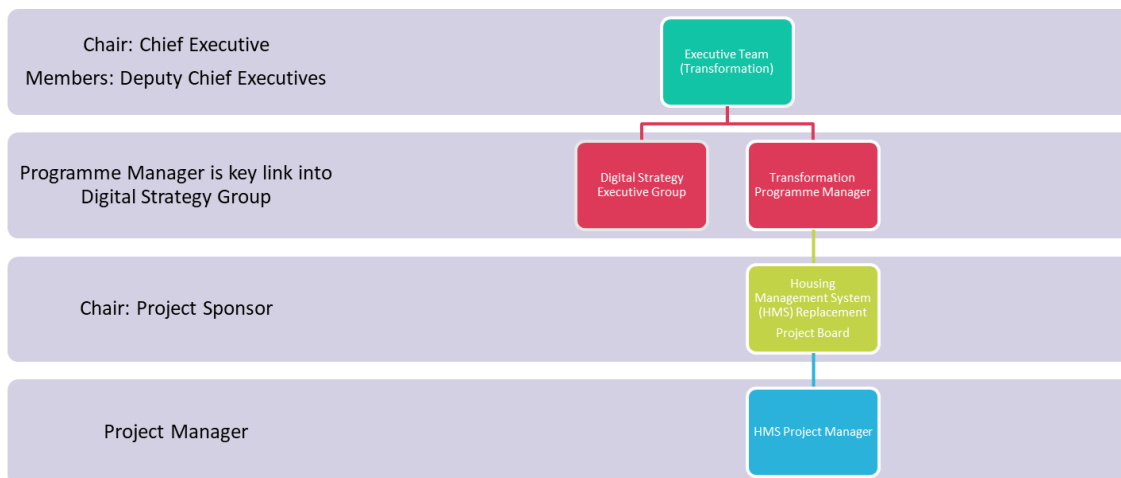 Chair: Chief Executive
Members: Deputy Chief Executives
Executive Team
(Transformation)
Programme Manager is key link into
Digital Strategy Group
Digital Strategy
Executive Group
Transformation
Programme Manager
Chair: Project Sponsor
Housing
Management System
(HMS) Replacement
Project Board
Project Manager
HMS Project Manager